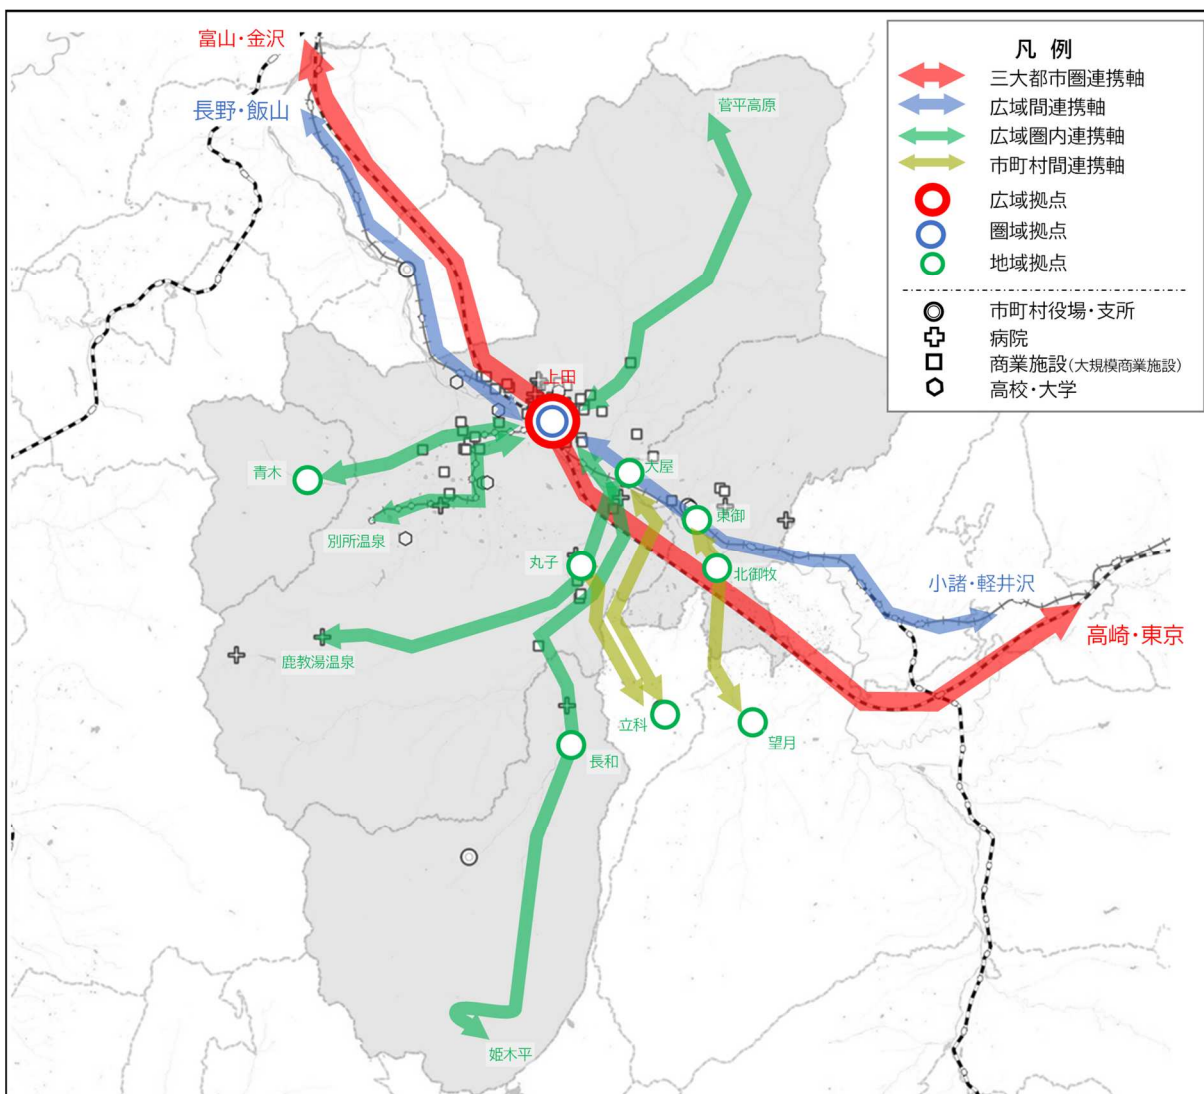 富山・金沢
長野・飯山
菅平高原
凡 例
三大都市圏連携軸
広域間連携軸
広域圏内連携軸
市町村間連携軸
広域拠点
圏域拠点
地域拠点
市町村役場・支所
病院
商業施設(大規模商業施設)
高校・大学
上田
青木
大屋
別所温泉
東御
丸子
北御牧
小諸・軽井沢
高崎・東京
鹿教湯温泉
立科
望月
長和
姫木平